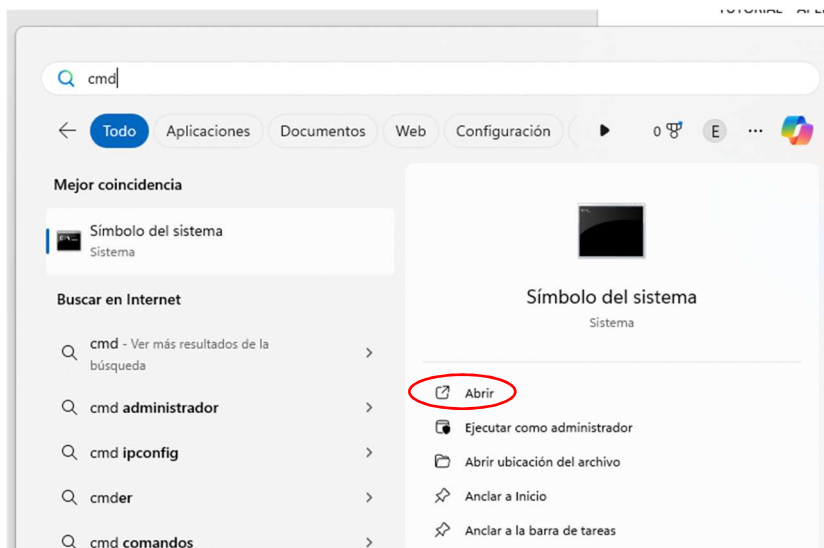 cmd
Todo
Aplicaciones
Documentos
Web
Configuración
0
E
Mejor coincidencia
Símbolo del sistema
Sistema
Buscar en Internet
cmd - Ver más resultados de la
búsqueda
cmd administrador
cmd ipconfig
cmder
cmd comandos
Símbolo del sistema
Sistema
Abrir
Ejecutar como administrador
Abrir ubicación del archivo
Anclar a Inicio
Anclar a la barra de tareas